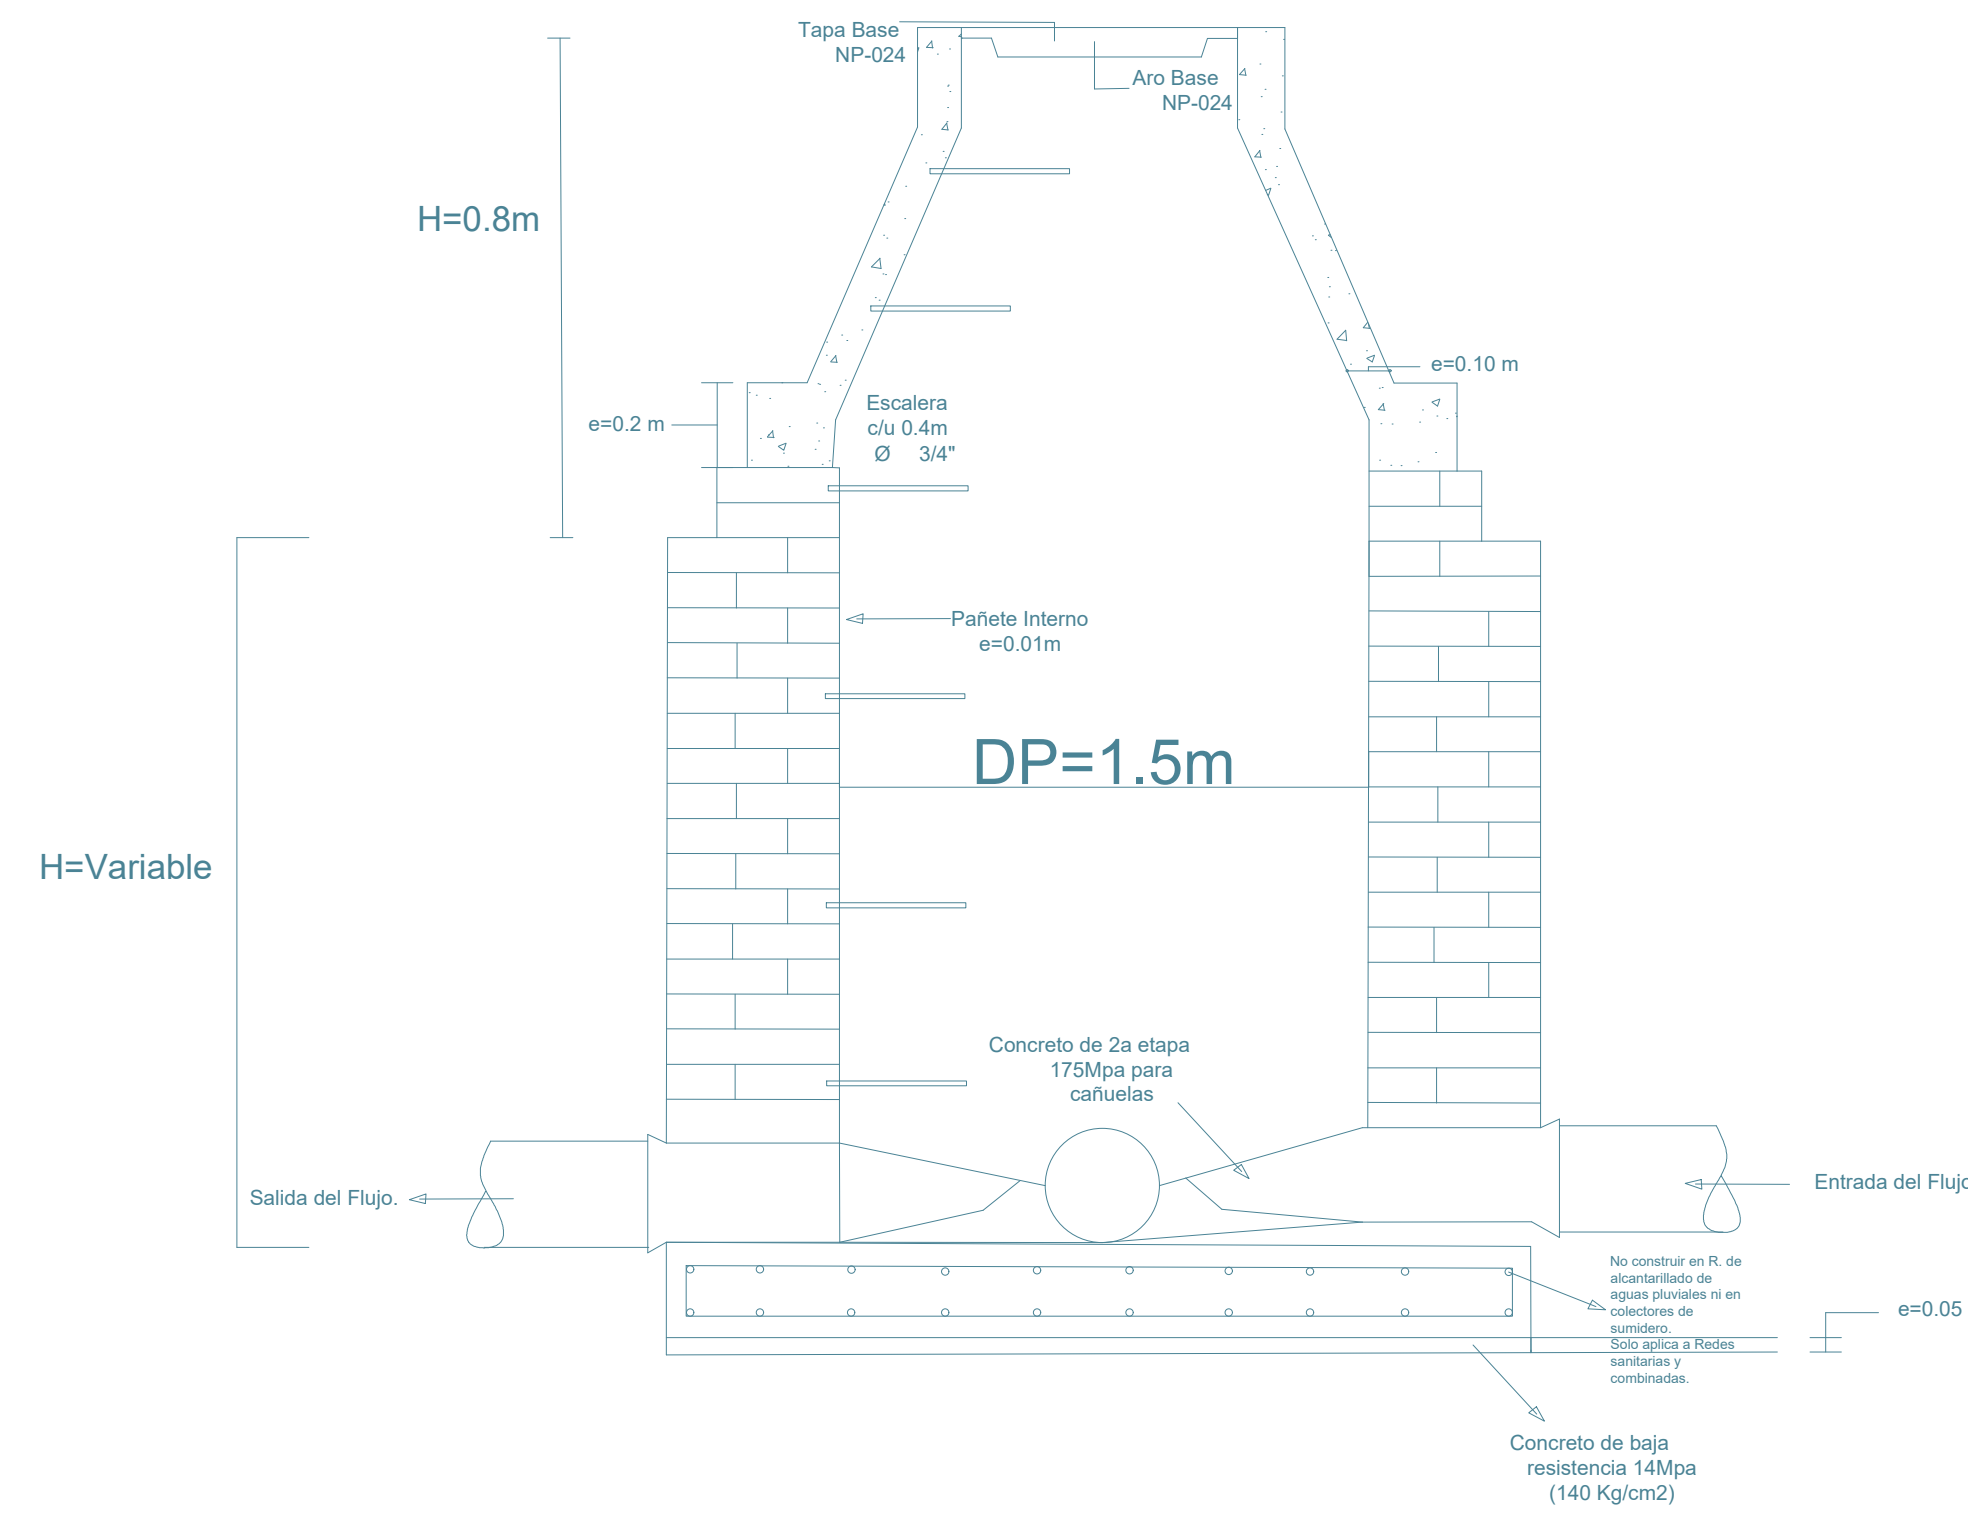 Tapa Base
NP-024
Aro Base
NP-024
H=0.8m
e=0.10 m
e=0.2 m
Escalera
c/u 0.4m
Ø 3/4"
Pañete Interno
e=0.01m
DP=1.5m
H=Variable
Concreto de 2a etapa
175Mpa para
cañuelas
Salida del Flujo.
Entrada del Flujo
No construir en R. de
alcantarillado de
aguas pluviales ni en
colectores de
sumidero.
Solo aplica a Redes
sanitarias y
combinadas.
e=0.05
Concreto de baja
resistencia 14Mpa
(140 Kg/cm2)